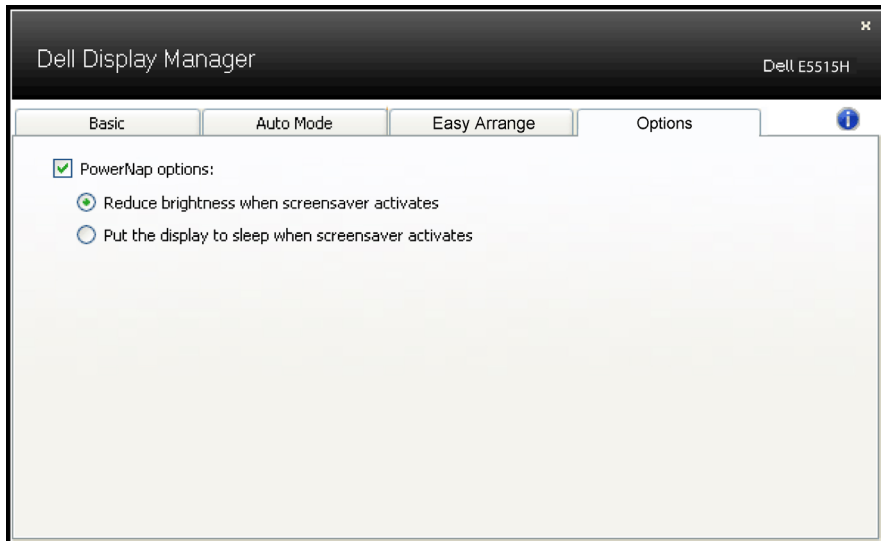 Dell Display Manager
Dell E5515H
Basic Auto Mode Easy Arrange Options
PowerNap options:
Reduce brightness when screensaver activates
Put the display to sleep when screensaver activates